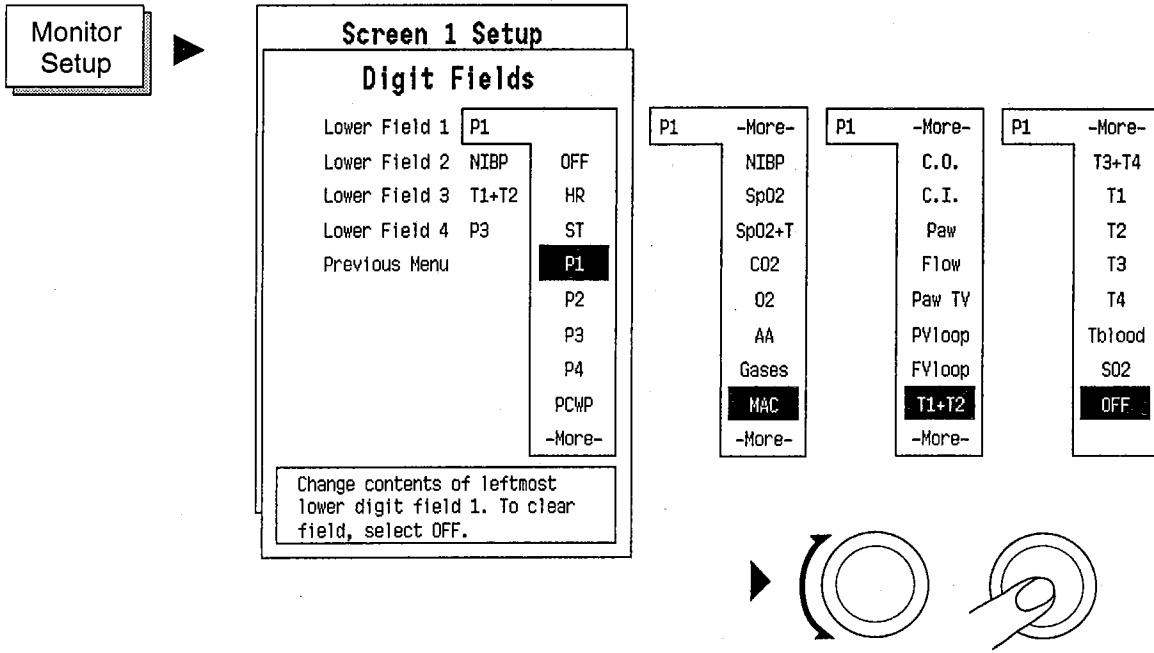 Monitor
Setup
Screen 1 Setup
Digit Fields
Lower Field 1 P1
Lower Field 2 NIBP
Lower Field 3 T1+T2
Lower Field 4 P3
Previous Menu
OFF
HR
ST
P1
P2
P3
P4
PCWP
-More-
Change contents of leftmost
lower digit field 1. To clear
field, select OFF.
P1 -More-
NIBP
SpO2
SpO2+T
CO2
O2
AA
Gases
MAC
-More-
P1 -More-
C.O.
C.I.
Paw
Flow
Paw TV
PVloop
FVloop
T1+T2
-More-
P1 -More-
T3+T4
T1
T2
T3
T4
Tblood
SO2
OFF